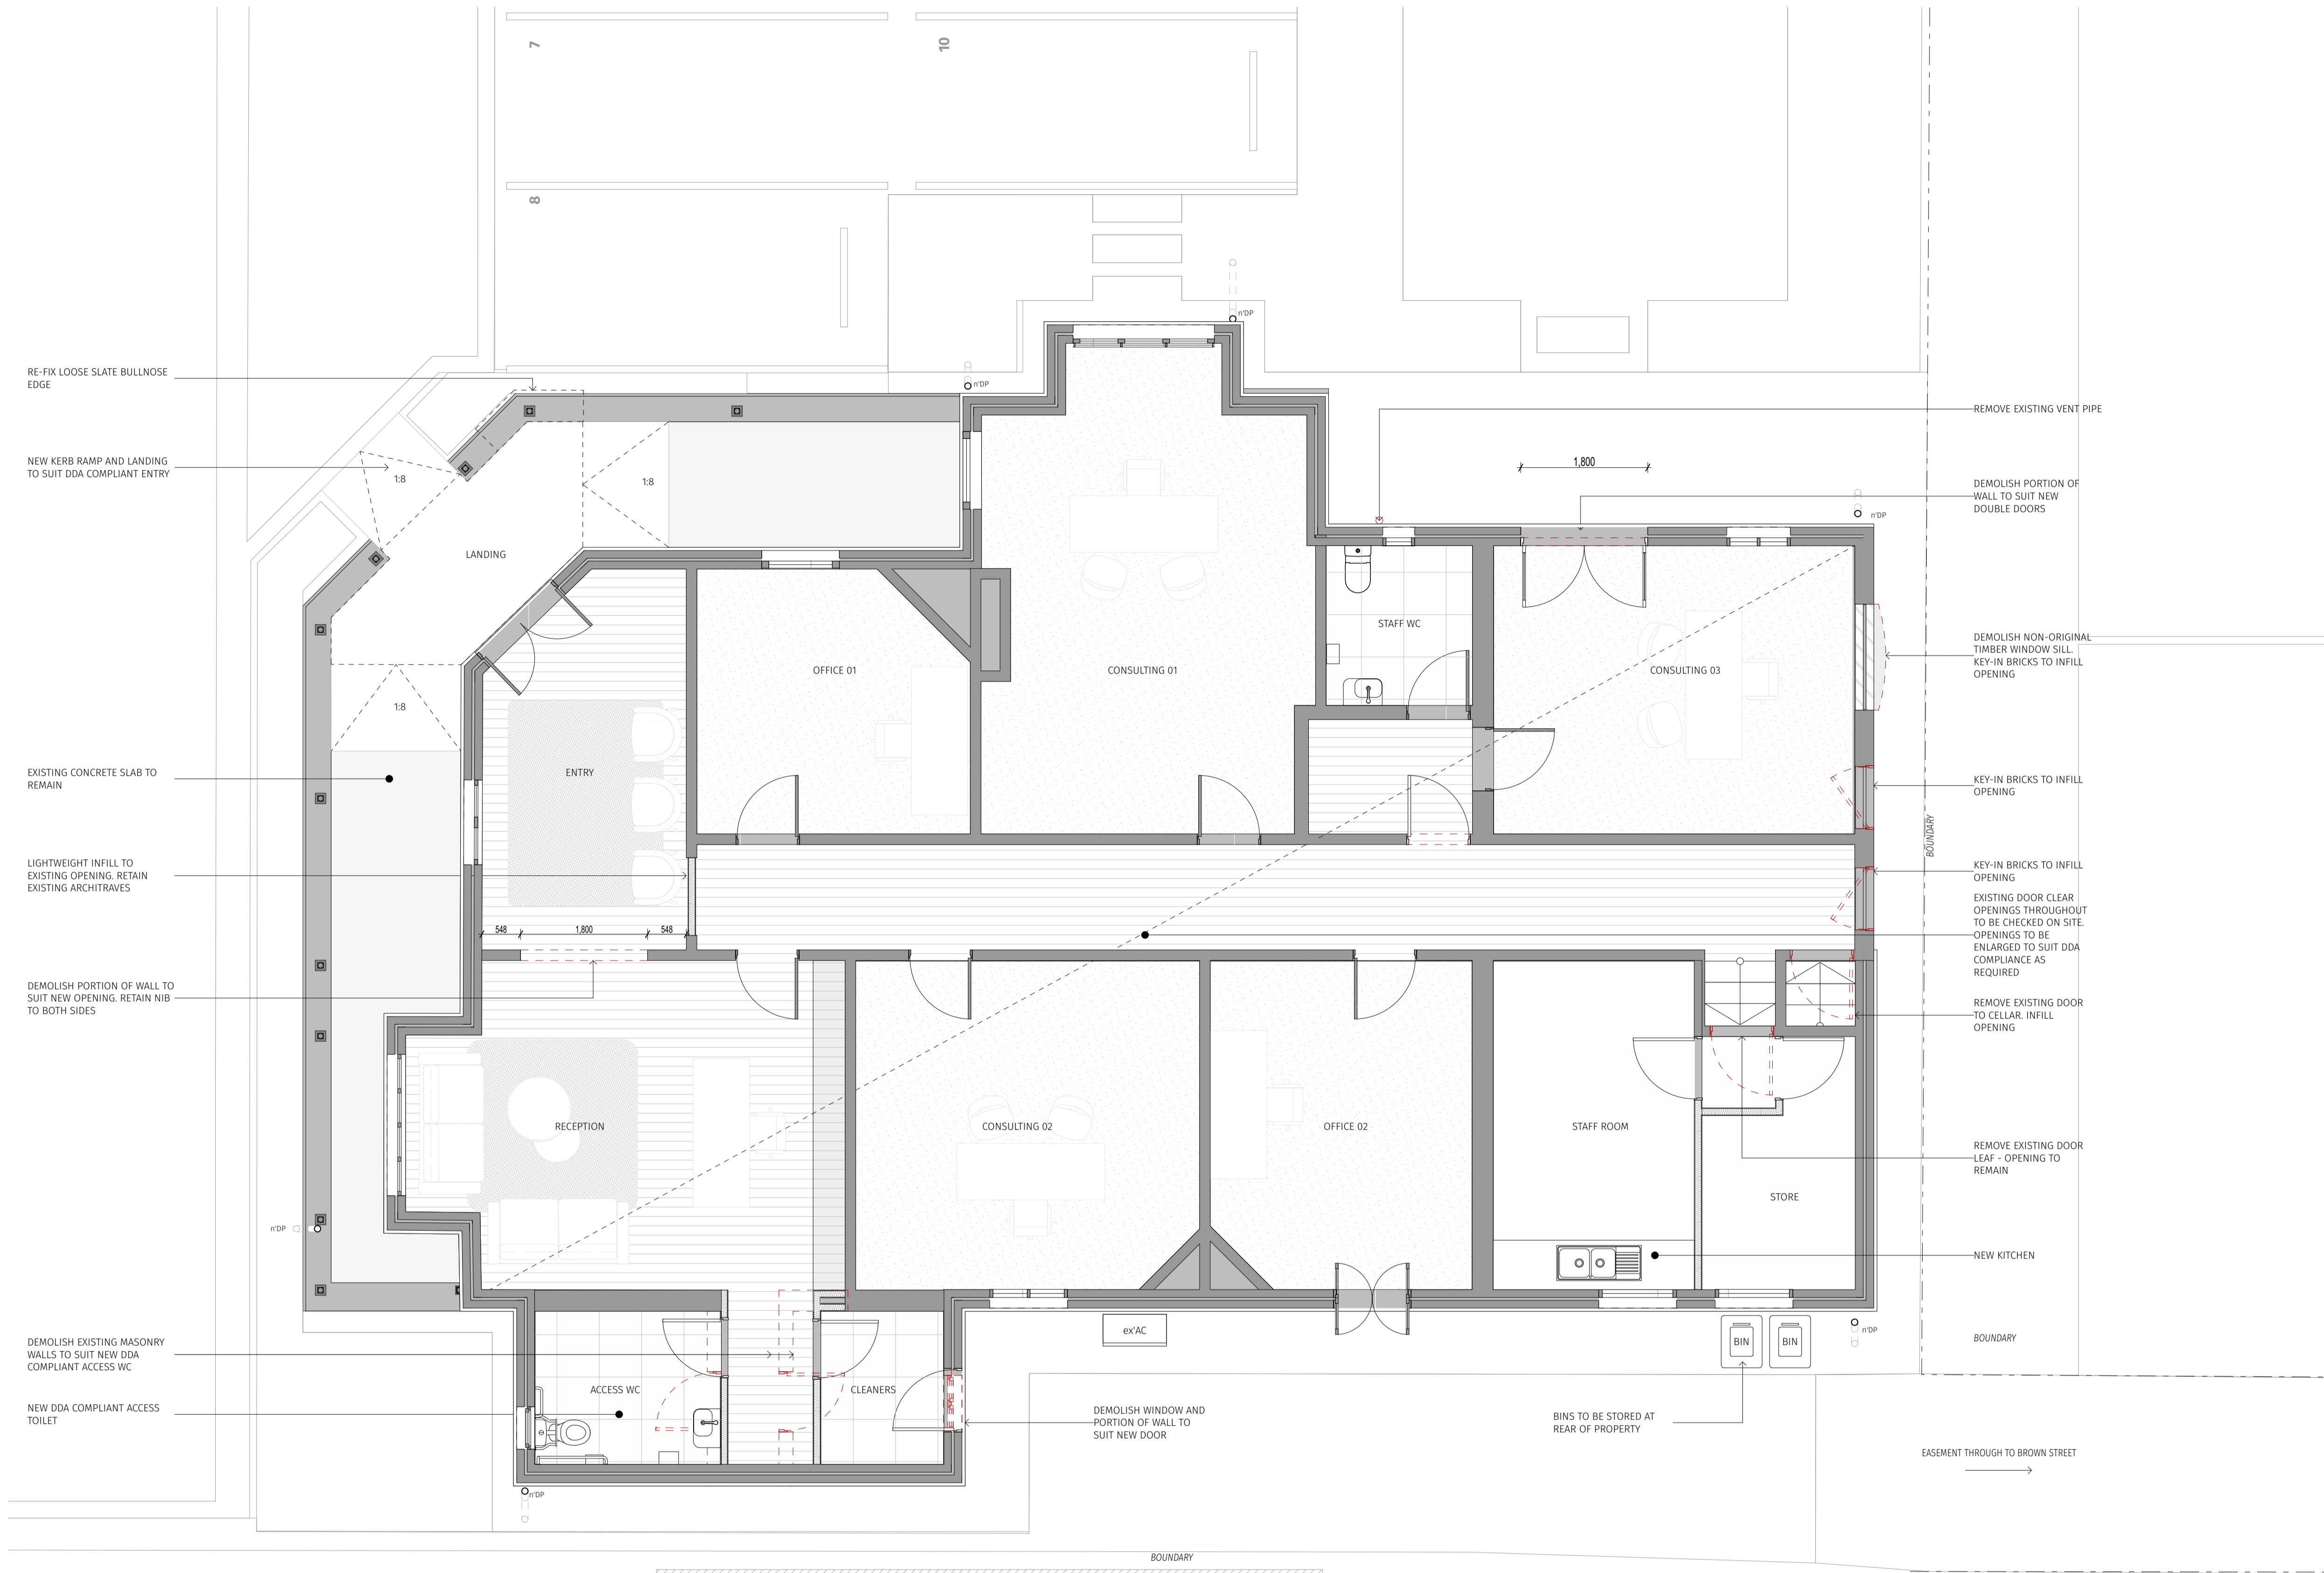 7
10
8
n'DP
n'DP
RE-FIX LOOSE SLATE BULLNOSE
EDGE
REMOVE EXISTING VENT PIPE
NEW KERB RAMP AND LANDING
TO SUIT DDA COMPLIANT ENTRY
1:8
1:8
1,800
DEMOLISH PORTION OF
WALL TO SUIT NEW
DOUBLE DOORS
n'DP
LANDING
STAFF WC
OFFICE 01
CONSULTING 01
CONSULTING 03
DEMOLISH NON-ORIGINAL
TIMBER WINDOW SILL.
KEY-IN BRICKS TO INFILL
OPENING
1:8
EXISTING CONCRETE SLAB TO
REMAIN
ENTRY
KEY-IN BRICKS TO INFILL
OPENING
BOUNDARY
LIGHTWEIGHT INFILL TO
EXISTING OPENING. RETAIN
EXISTING ARCHITRAVES
KEY-IN BRICKS TO INFILL
OPENING
548
1,800
548
EXISTING DOOR CLEAR
OPENINGS THROUGHOUT
TO BE CHECKED ON SITE.
OPENINGS TO BE
ENLARGED TO SUIT DDA
COMPLIANCE AS
REQUIRED
DEMOLISH PORTION OF WALL TO
SUIT NEW OPENING. RETAIN NIB
TO BOTH SIDES
REMOVE EXISTING DOOR
TO CELLAR. INFILL
OPENING
RECEPTION
CONSULTING 02
OFFICE 02
STAFF ROOM
REMOVE EXISTING DOOR
LEAF - OPENING TO
REMAIN
STORE
n'DP
NEW KITCHEN
ex'AC
BIN
BIN
n'DP
BOUNDARY
DEMOLISH EXISTING MASONRY
WALLS TO SUIT NEW DDA
COMPLIANT ACCESS WC
ACCESS WC
CLEANERS
NEW DDA COMPLIANT ACCESS
TOILET
DEMOLISH WINDOW AND
PORTION OF WALL TO
SUIT NEW DOOR
BINS TO BE STORED AT
REAR OF PROPERTY
EASEMENT THROUGH TO BROWN STREET
n'DP
BOUNDARY